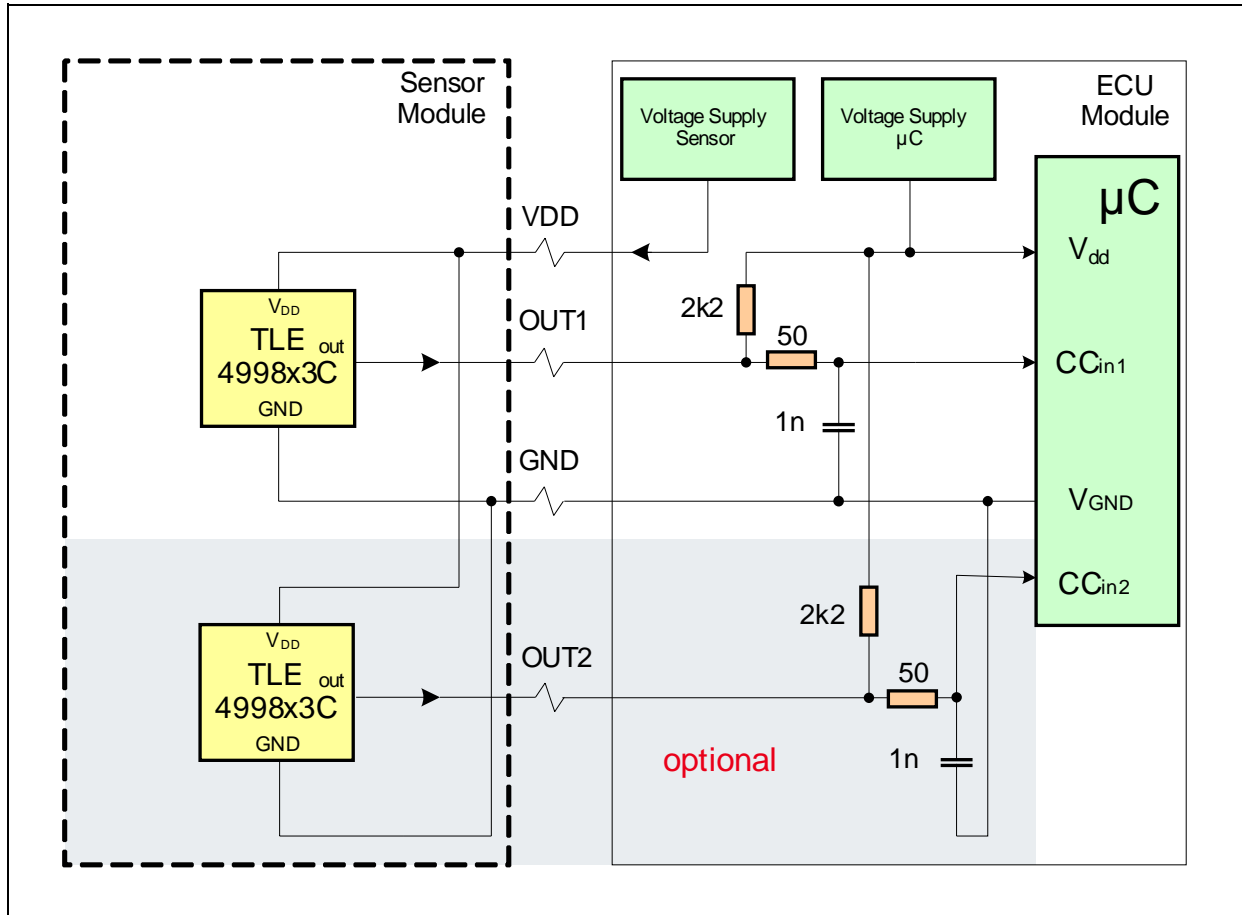 Sensor
Module
Voltage Supply
Sensor
Voltage Supply
µC
ECU
Module
µC
VDD
Vdd
VDD
TLE out
4998x3C
GND
OUT1
2k2
50
CCin1
1n
GND
VGND
CCin2
VDD
TLE out
4998x3C
GND
OUT2
2k2
50
1n
optional